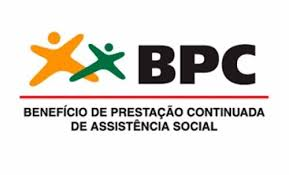 BPC
BENEFÍCIO DE PRESTAÇÃO CONTINUADA
DE ASSISTÊNCIA SOCIAL